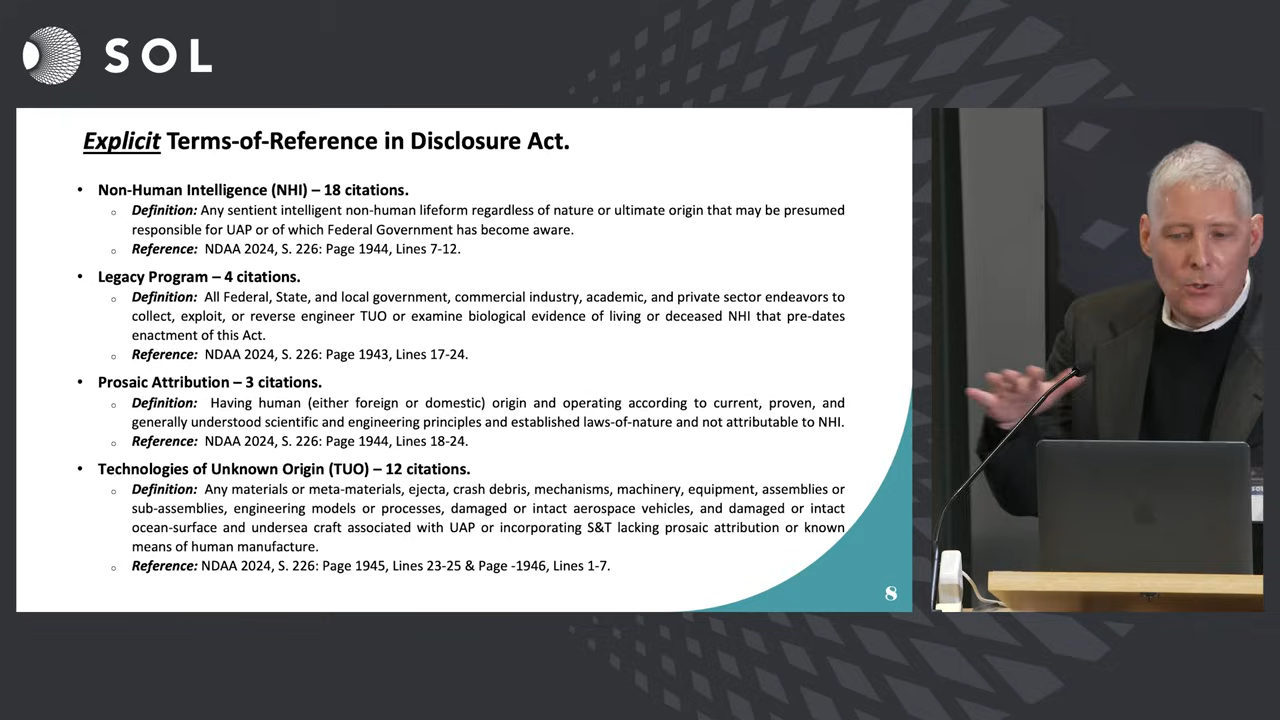 SOL
Explicit Terms-of-Reference in Disclosure Act.
• Non-Human Intelligence (NHI) – 18 citations.
○ Definition: Any sentient intelligent non-human lifeform regardless of nature or ultimate origin that may be presumed
responsible for UAP or of which Federal Government has become aware.
○ Reference: NDAA 2024, S. 226: Page 1944, Lines 7-12.
• Legacy Program – 4 citations.
○ Definition: All Federal, State, and local government, commercial industry, academic, and private sector endeavors to
collect, exploit, or reverse engineer TUO or examine biological evidence of living or deceased NHI that pre-dates
enactment of this Act.
○ Reference: NDAA 2024, S. 226: Page 1943, Lines 17-24.
• Prosaic Attribution – 3 citations.
○ Definition: Having human (either foreign or domestic) origin and operating according to current, proven, and
generally understood scientific and engineering principles and established laws-of-nature and not attributable to NHI.
○ Reference: NDAA 2024, S. 226: Page 1944, Lines 18-24.
• Technologies of Unknown Origin (TUO) – 12 citations.
○ Definition: Any materials or meta-materials, ejecta, crash debris, mechanisms, machinery, equipment, assemblies or
sub-assemblies, engineering models or processes, damaged or intact aerospace vehicles, and damaged or intact
ocean-surface and undersea craft associated with UAP or incorporating S&T lacking prosaic attribution or known
means of human manufacture.
○ Reference: NDAA 2024, S. 226: Page 1945, Lines 23-25 & Page -1946, Lines 1-7.
8